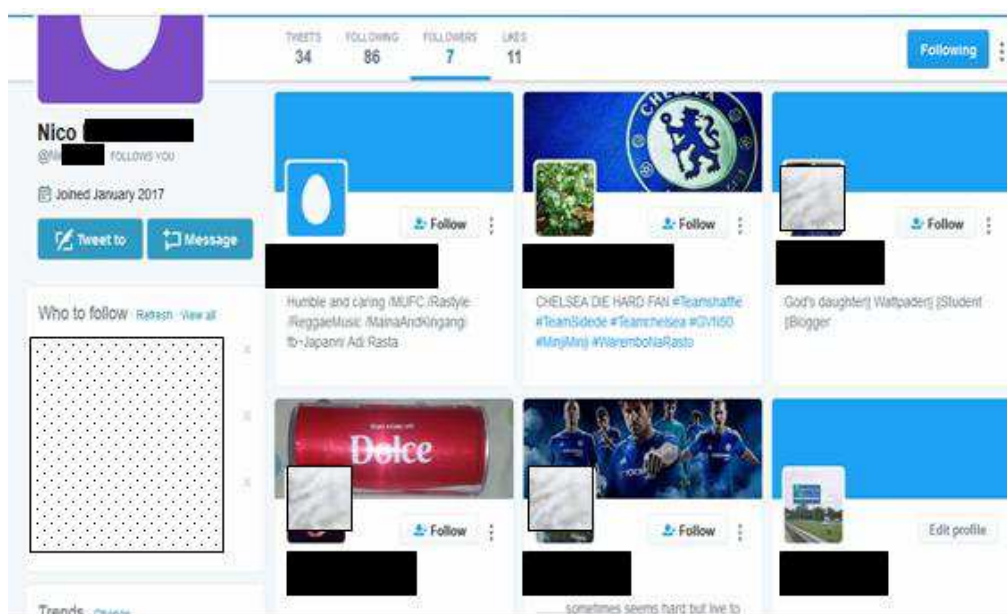 TWEETS FOLLOWING FOLLOWERS LIKES
34 86 7 11
Following
Nico
FOLLOWS YOU
Joined January 2017
Tweet to
Message
Who to follow · Refresh · View all
CHELSEA
Follow
Follow
Follow
Humble and caring /MUFC /Rastyle
/ReggaeMusic /MainaAndKingangi
fb-Japanni Adi Rasta
CHELSEA DIE HARD FAN #Teamshaffie
#TeamSidede #Teamchelsea #GVN50
#MinjiMinji #WaremboNaRasto
God's daughter|| Wattpader|| ||Student
||Blogger
Dolce
Follow
Follow
Edit profile
Trends · Change
sometimes seems hard but live to